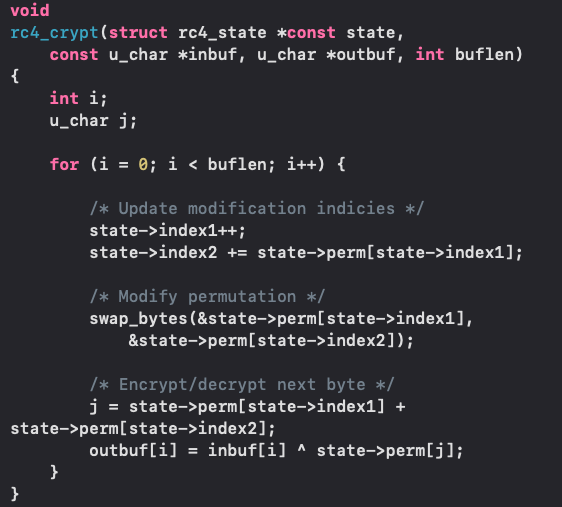 void
rc4_crypt(struct rc4_state *const state,
    const u_char *inbuf, u_char *outbuf, int buflen)
{
    int i;
    u_char j;

    for (i = 0; i < buflen; i++) {

        /* Update modification indicies */
        state->index1++;
        state->index2 += state->perm[state->index1];

        /* Modify permutation */
        swap_bytes(&state->perm[state->index1],
            &state->perm[state->index2]);

        /* Encrypt/decrypt next byte */
        j = state->perm[state->index1] +
state->perm[state->index2];
        outbuf[i] = inbuf[i] ^ state->perm[j];
    }
}